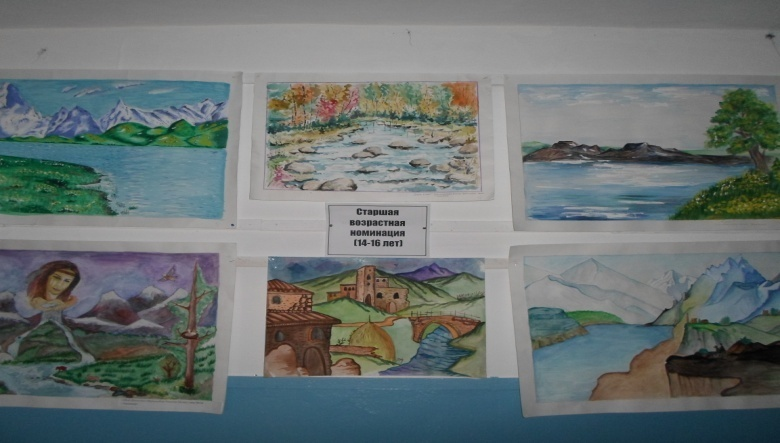 Старшая
возрастная
номинация
(14-16 лет)